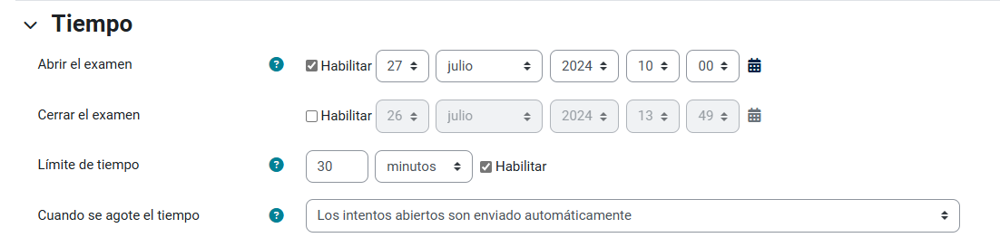 Tiempo
Abrir el examen ? Habilitar 27 julio 2024 10 00
Cerrar el examen Habilitar 26 julio 2024 13 49
Límite de tiempo ? 30 minutos Habilitar
Cuando se agote el tiempo ? Los intentos abiertos son enviado automáticamente